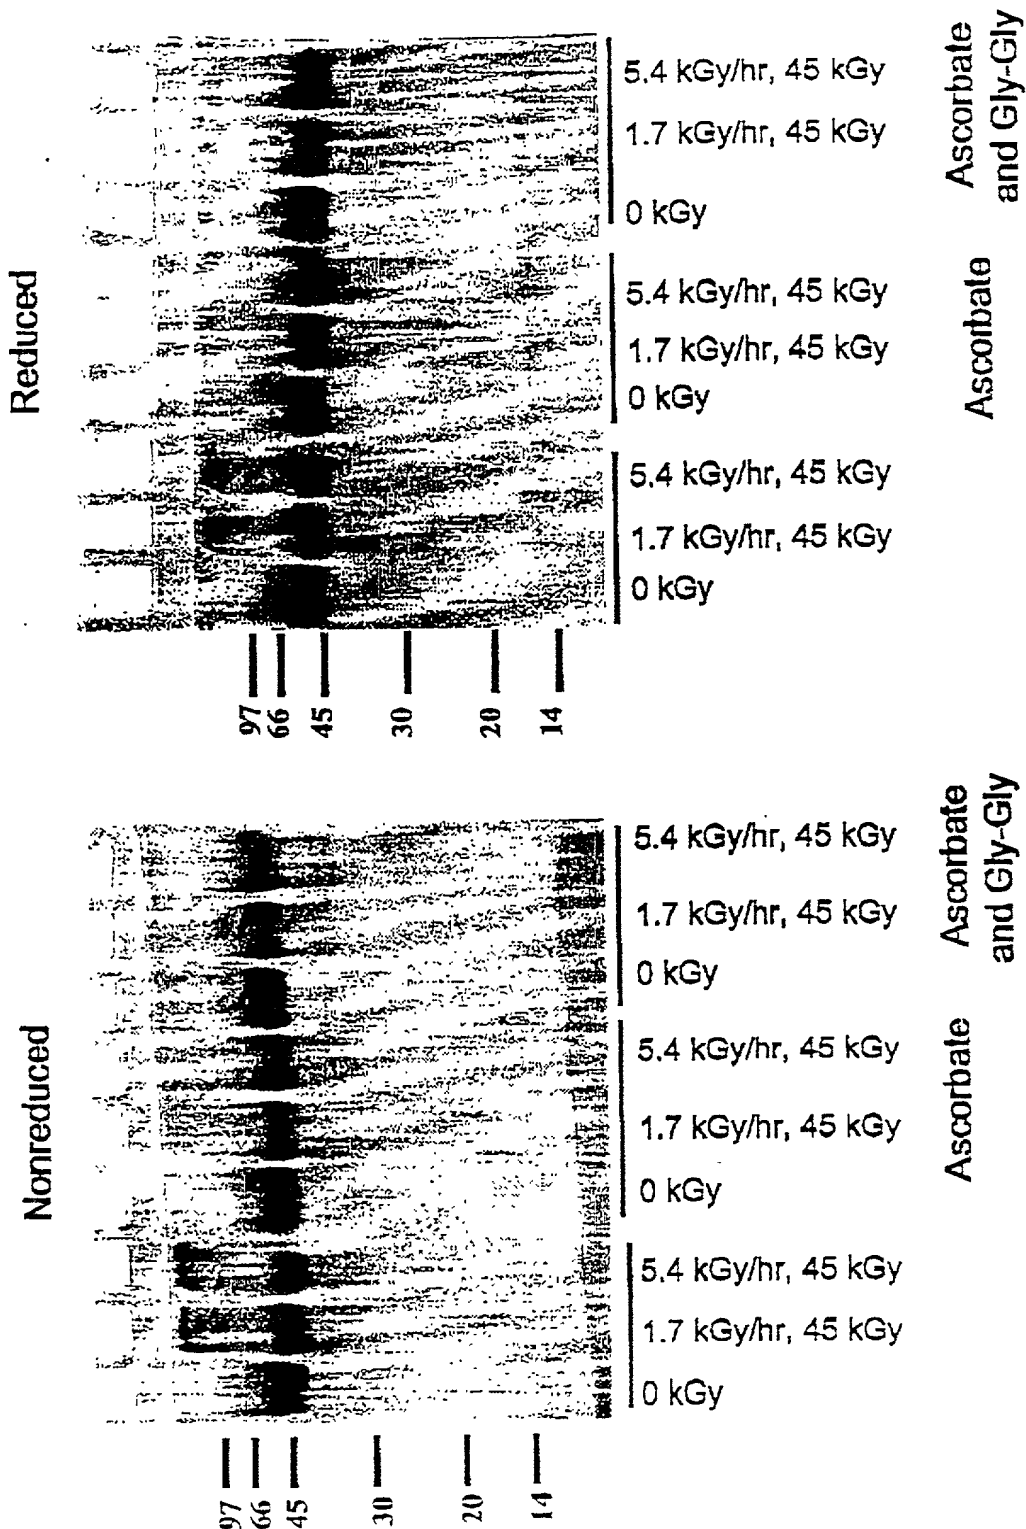 Nonreduced
97
66
45
30
20
14
0 kGy
1.7 kGy/hr, 45 kGy
5.4 kGy/hr, 45 kGy
0 kGy
1.7 kGy/hr, 45 kGy
5.4 kGy/hr, 45 kGy
0 kGy
1.7 kGy/hr, 45 kGy
5.4 kGy/hr, 45 kGy
Ascorbate
Ascorbate
and Gly-Gly
Reduced
97
66
45
30
20
14
0 kGy
1.7 kGy/hr, 45 kGy
5.4 kGy/hr, 45 kGy
0 kGy
1.7 kGy/hr, 45 kGy
5.4 kGy/hr, 45 kGy
0 kGy
1.7 kGy/hr, 45 kGy
5.4 kGy/hr, 45 kGy
Ascorbate
Ascorbate
and Gly-Gly